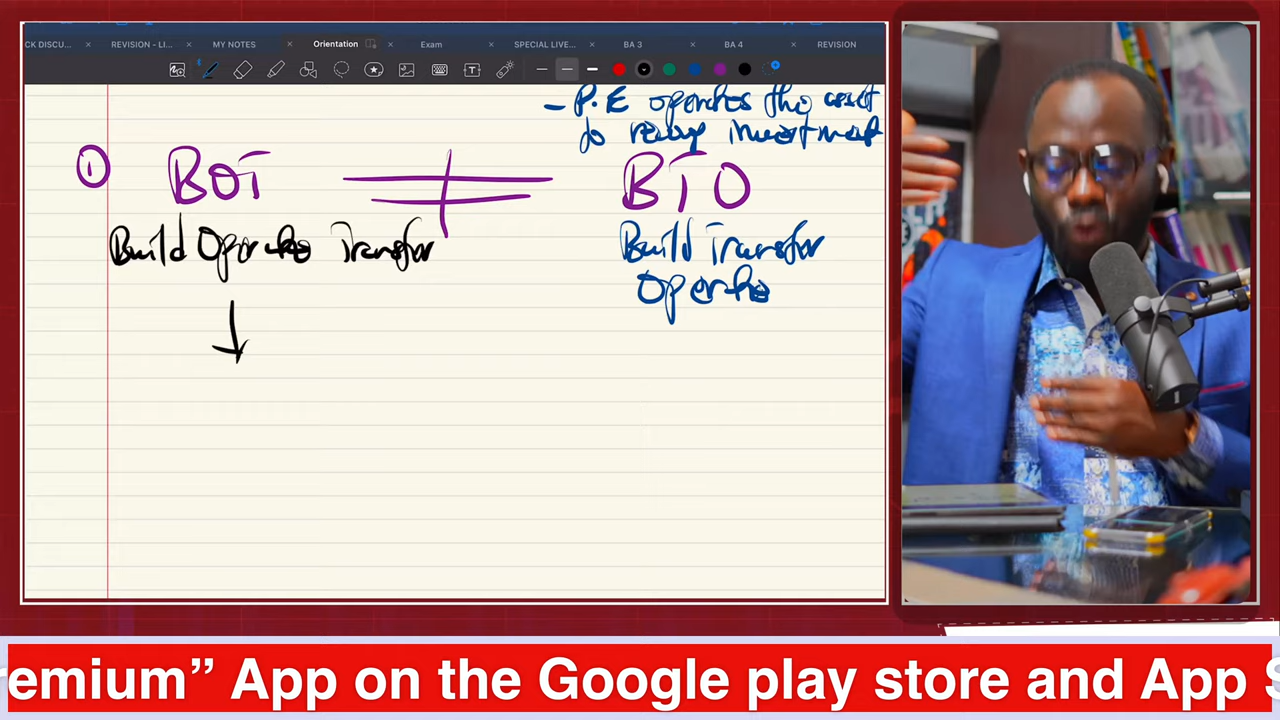 CK DISCU... × REVISION - LI... × MY NOTES × Orientation × Exam × SPECIAL LIVE... × BA 3 × BA 4 × REVISION
- P.E operates the asset
to recoup investment
① BOT ≠ BTO
Build Operate Transfer
Build Transfer
Operate
emium” App on the Google play store and App S